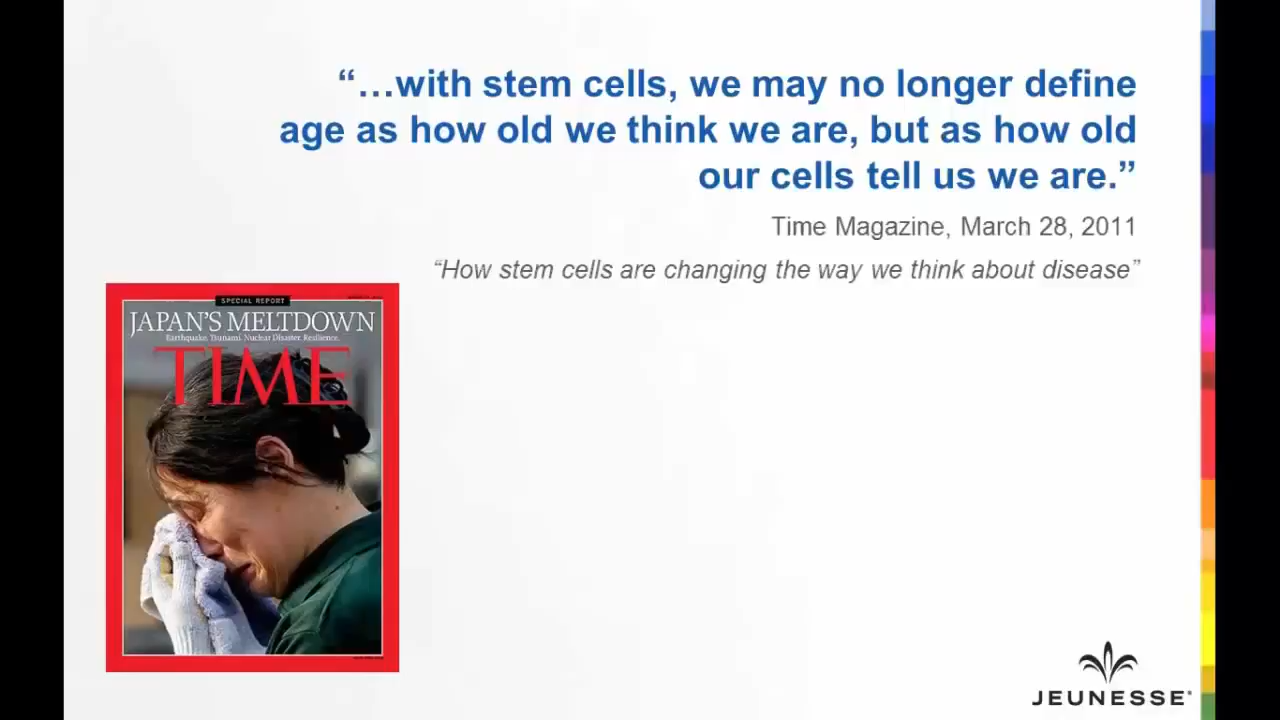 “…with stem cells, we may no longer define
age as how old we think we are, but as how old
our cells tell us we are.”
Time Magazine, March 28, 2011
“How stem cells are changing the way we think about disease”
SPECIAL REPORT
JAPAN'S MELTDOWN
Earthquake. Tsunami. Nuclear Disaster. Resilience.
TIME
JEUNESSE